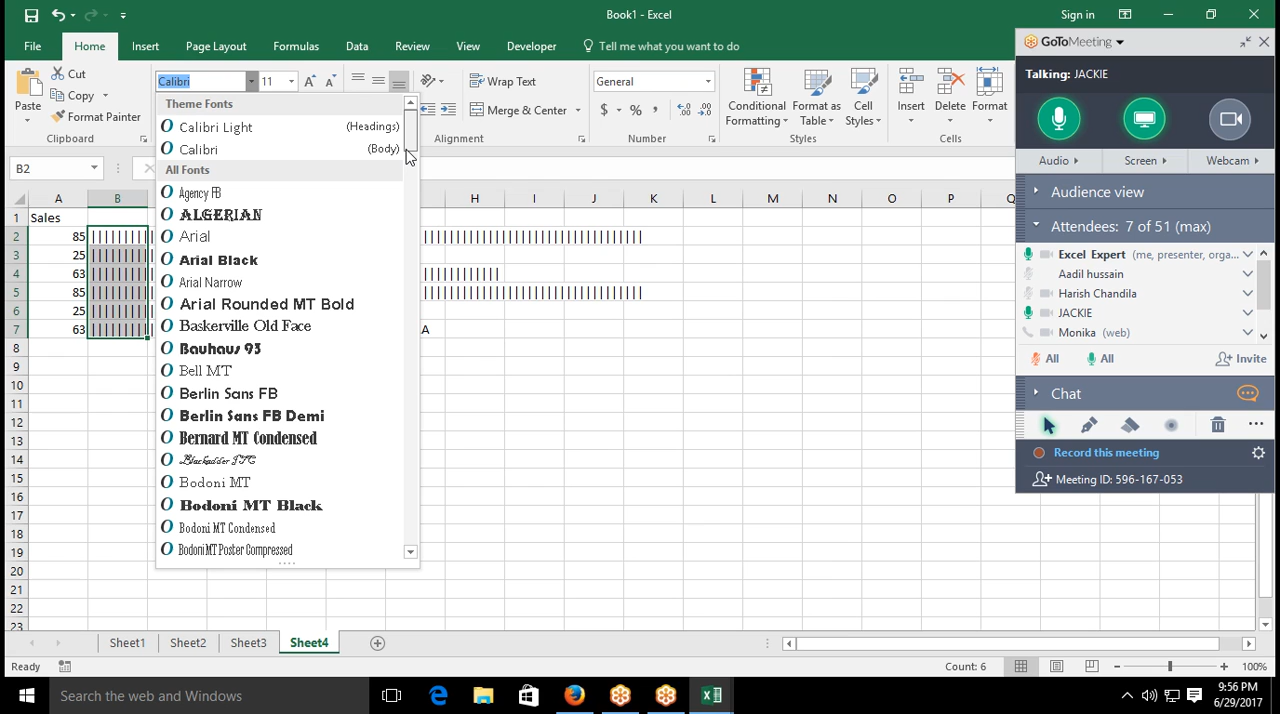 Book1 - Excel
Sign in
File Home Insert Page Layout Formulas Data Review View Developer Tell me what you want to do
Paste
Cut
Copy
Format Painter
Clipboard
Calibri 11
Wrap Text
Merge & Center
Alignment
General
$ % ,
Number
Conditional Formatting
Format as Table
Cell Styles
Styles
Insert Delete Format
Cells
B2
Theme Fonts
Calibri Light (Headings)
Calibri (Body)
All Fonts
Agency FB
ALGERIAN
Arial
Arial Black
Arial Narrow
Arial Rounded MT Bold
Baskerville Old Face
Bauhaus 93
Bell MT
Berlin Sans FB
Berlin Sans FB Demi
Bernard MT Condensed
Blackadder ITC
Bodoni MT
Bodoni MT Black
Bodoni MT Condensed
Bodoni MT Poster Compressed
A B H I J K L M N O P Q
1 Sales
2 85
3 25
4 63
5 85
6 25
7 63 A
8
9
10
11
12
13
14
15
16
17
18
19
20
21
22
23
Sheet1 Sheet2 Sheet3 Sheet4
Ready Count: 6 100%
GoToMeeting
Talking: JACKIE
Audio Screen Webcam
Audience view
Attendees: 7 of 51 (max)
Excel Expert (me, presenter, orga...
Aadil hussain
Harish Chandila
JACKIE
Monika (web)
All All Invite
Chat
Record this meeting
Meeting ID: 596-167-053
Search the web and Windows
9:56 PM
6/29/2017